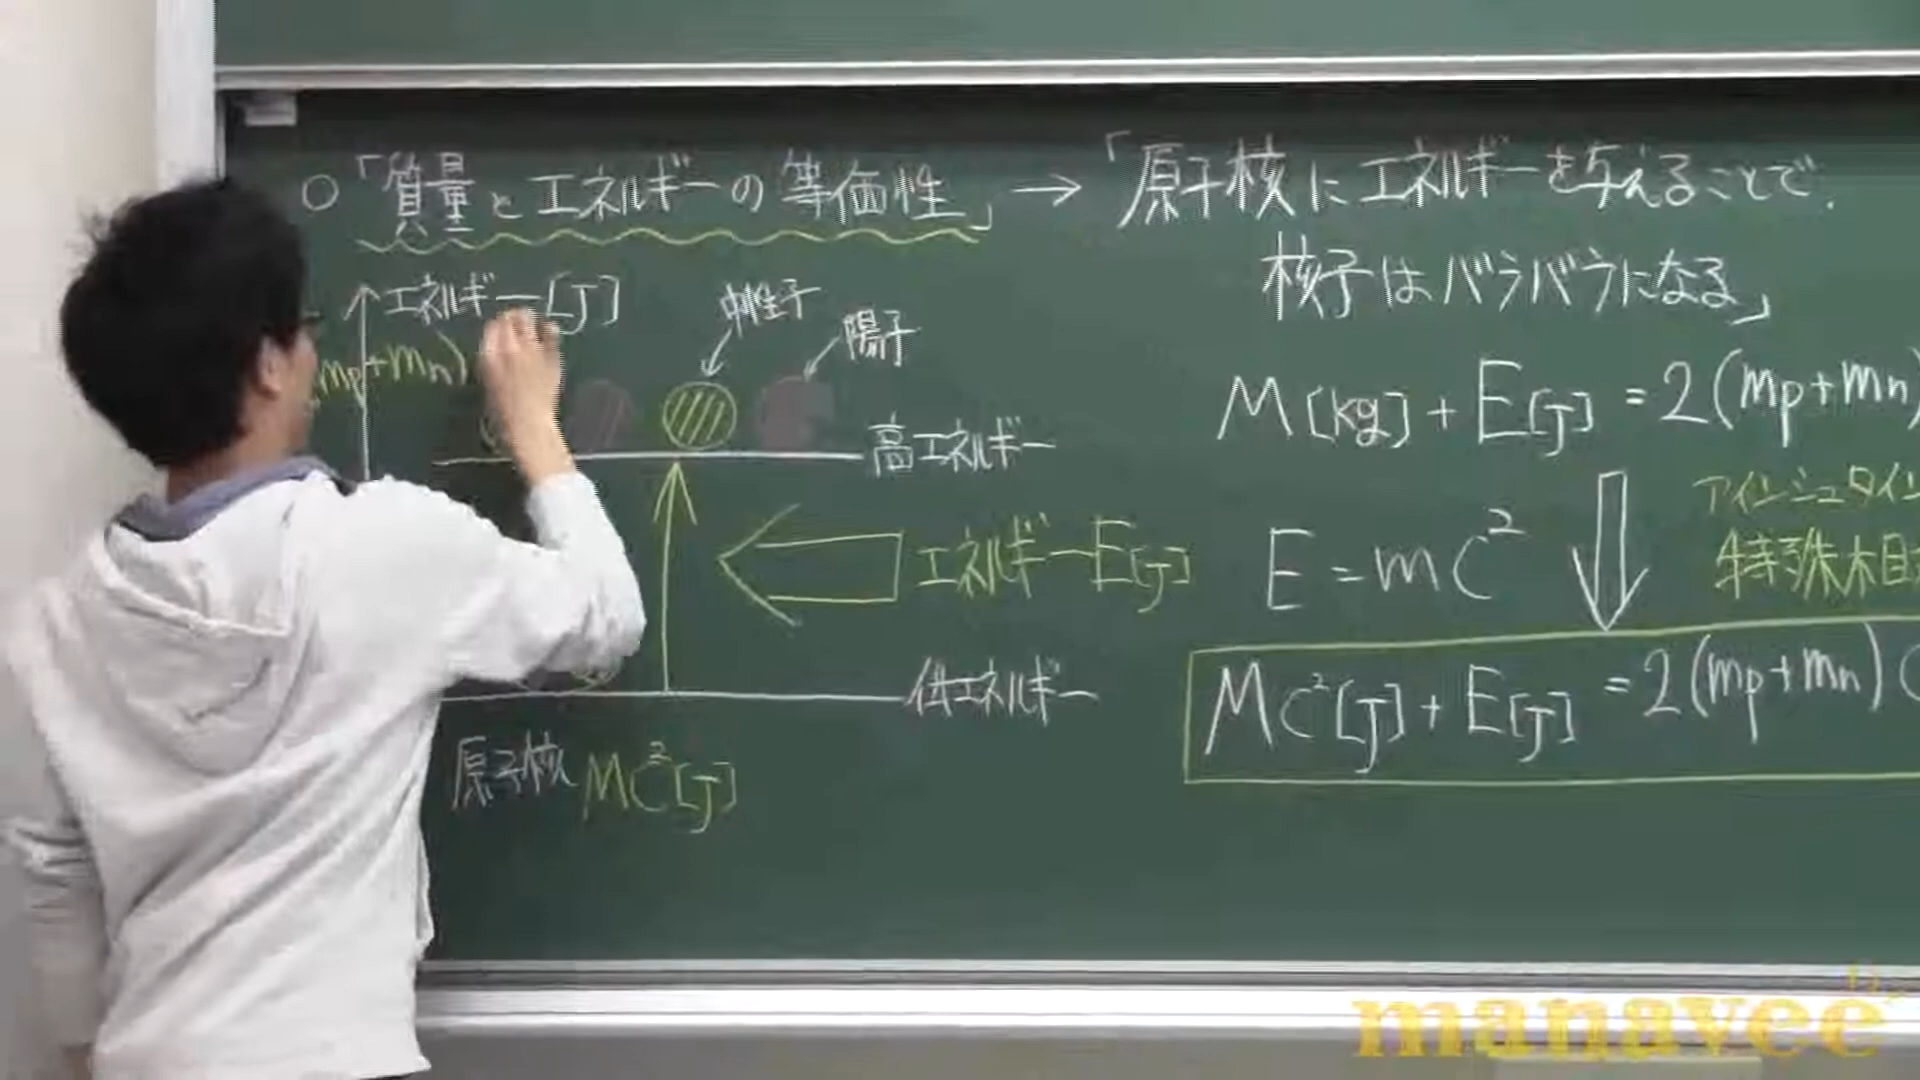 ○「質量とエネルギーの等価性」→「原子核にエネルギーを与えることで.
核子はバラバラになる」
エネルギー[J]
mp+mn)
中性子
陽子
高エネルギー
エネルギーE[J]
供エネルギー
原子核 MC²[J]
M[kg] + E[J] = 2(mp+mn)
アインシュタイン
E=mC²
特殊相
MC²[J] + E[J] = 2(mp+mn)C
manavee